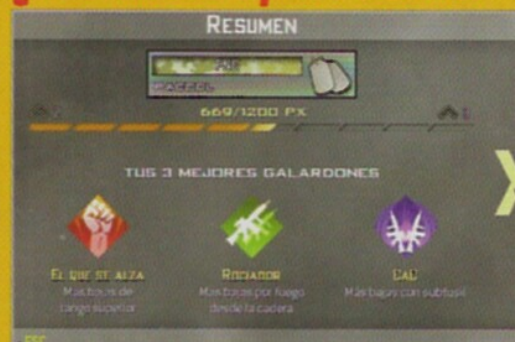 RESUMEN
669/1200 PX
TUS 3 MEJORES GALARDONES
EL QUE SE ALZA
Más bajas de
rango superior
ROCIADOR
Más bajas por fuego
desde la cadera
CAC
Más bajas con subfusil
ESC